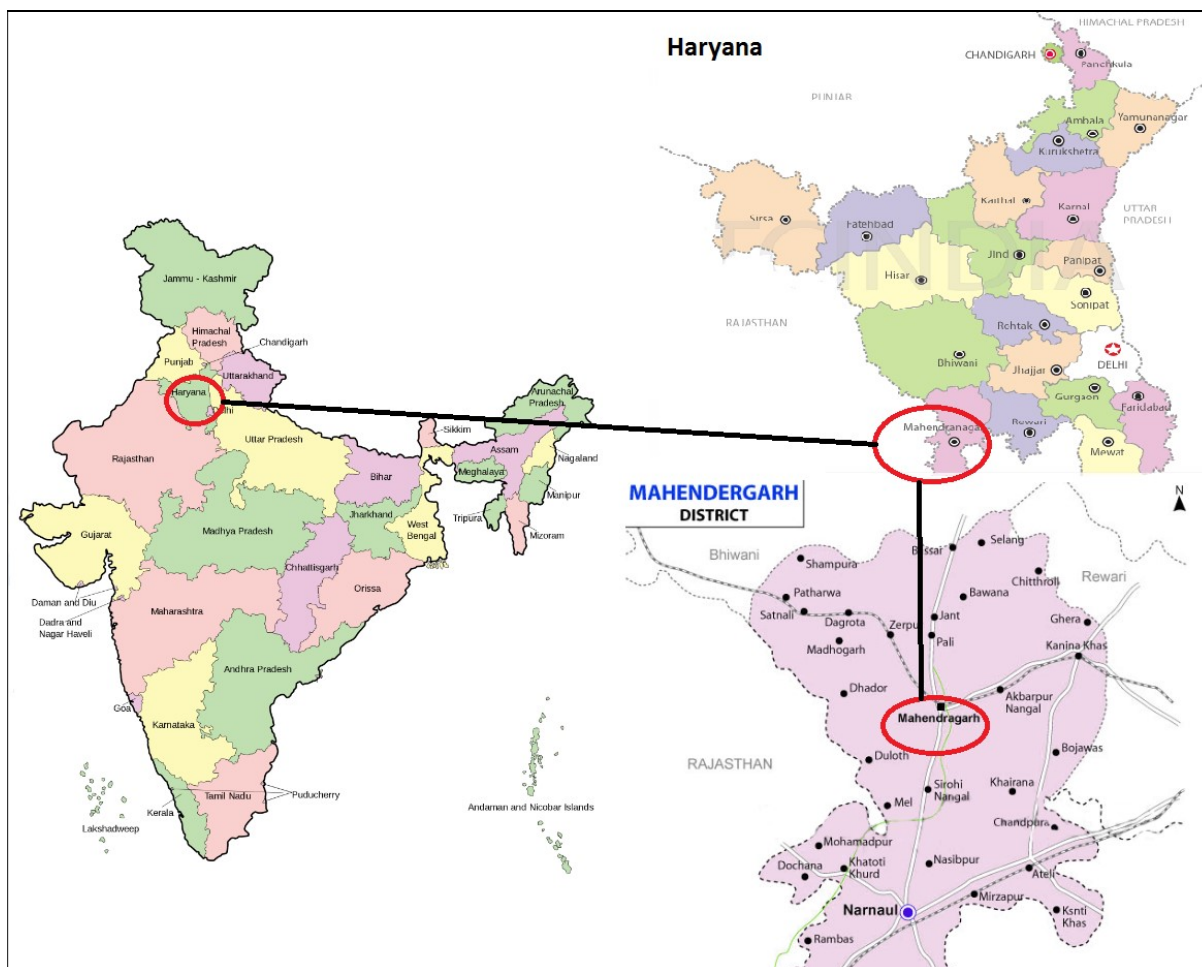 Jammu - Kashmir
Himachal
Pradesh
Punjab
Chandigarh
Uttarakhand
Haryana
Delhi
Arunachal
Pradesh
Sikkim
Uttar Pradesh
Rajasthan
Assam
Nagaland
Bihar
Meghalaya
Manipur
Jharkhand
Tripura
West
Bengal
Mizoram
Gujarat
Madhya Pradesh
Chhattisgarh
Orissa
Daman and Diu
Dadra and
Nagar Haveli
Maharashtra
Andhra Pradesh
Goa
Karnataka
Tamil Nadu
Puducherry
Kerala
Lakshadweep
Andaman and Nicobar Islands
Haryana
HIMACHAL PRADESH
CHANDIGARH
Panchkula
PUNJAB
Ambala
Yamunanagar
Kurukshetra
Kaithal
Karnal
UTTAR
PRADESH
Sirsa
Fatehbad
Jind
Panipat
Hisar
Sonipat
RAJASTHAN
Rohtak
Bhiwani
Jhajjar
DELHI
Gurgaon
Faridabad
Mahendranagar
Rewari
Mewat
MAHENDERGARH
DISTRICT
N
Bhiwani
Shampura
Selang
Chitthroli
Rewari
Patharwa
Bawana
Satnali
Dagrota
Zerpur
Jant
Ghera
Madhogarh
Pali
Kanina Khas
Dhador
Akbarpur
Nangal
Mahendragarh
RAJASTHAN
Duloth
Bojawas
Sirohi
Nangal
Khairana
Mel
Chandpura
Mohamadpur
Dochana
Khatoti
Khurd
Nasibpur
Ateli
Mirzapur
Narnaul
Ksnti
Khas
Rambas